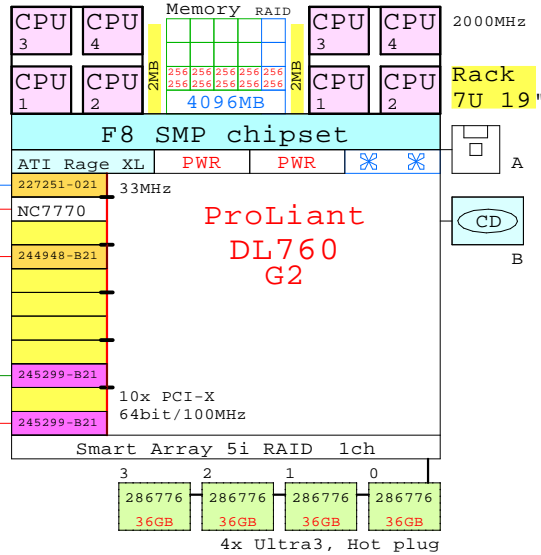 Memory RAID
CPU 3
CPU 4
CPU 3
CPU 4
2000MHz
2MB
256 256 256 256 256
256 256 256 256 256
2MB
CPU 1
CPU 2
4096MB
CPU 1
CPU 2
Rack
7U 19"
F8 SMP chipset
ATI Rage XL
PWR
PWR
A
227251-021
33MHz
NC7770
ProLiant
DL760
G2
CD
B
244948-B21
245299-B21
10x PCI-X
64bit/100MHz
245299-B21
Smart Array 5i RAID 1ch
3
2
1
0
286776
286776
286776
286776
36GB
36GB
36GB
36GB
4x Ultra3, Hot plug